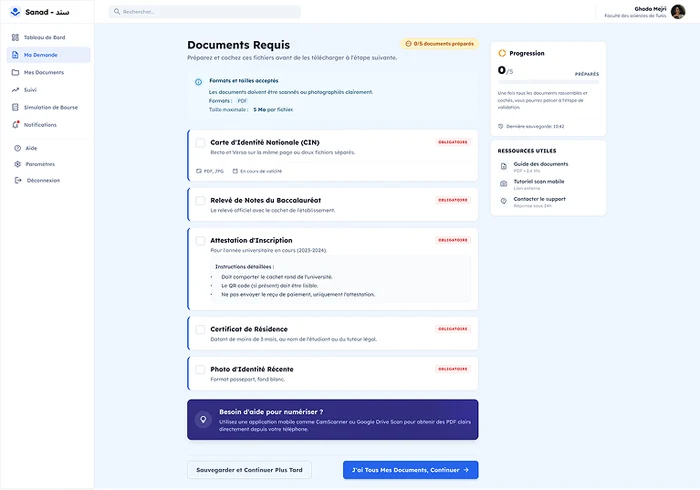 Sanad - سند
Rechercher...
Ghada Mejri
Faculté des sciences de Tunis
Tableau de Bord
Ma Demande
Mes Documents
Suivi
Simulation de Bourse
Notifications
Aide
Paramètres
Déconnexion
Documents Requis
0/5 documents préparés
Préparez et cochez ces fichiers avant de les télécharger à l'étape suivante.
Formats et tailles acceptés
Les documents doivent être scannés ou photographiés clairement.
Formats : PDF
Taille maximale : 5 Mo par fichier.
Carte d'Identité Nationale (CIN)
OBLIGATOIRE
Recto et Verso sur la même page ou deux fichiers séparés.
PDF, JPG
En cours de validité
Relevé de Notes du Baccalauréat
OBLIGATOIRE
Le relevé officiel avec le cachet de l'établissement.
Attestation d'Inscription
OBLIGATOIRE
Pour l'année universitaire en cours (2023-2024).
Instructions détaillées :
• Doit comporter le cachet rond de l'université.
• Le QR code (si présent) doit être lisible.
• Ne pas envoyer le reçu de paiement, uniquement l'attestation.
Certificat de Résidence
OBLIGATOIRE
Datant de moins de 3 mois, au nom de l'étudiant ou du tuteur légal.
Photo d'Identité Récente
OBLIGATOIRE
Format passeport, fond blanc.
Besoin d'aide pour numériser ?
Utilisez une application mobile comme CamScanner ou Google Drive Scan pour obtenir des PDF clairs
directement depuis votre téléphone.
Sauvegarder et Continuer Plus Tard
J'ai Tous Mes Documents, Continuer →
Progression
0/5
PRÉPARÉS
Une fois tous les documents rassemblés et
cochés, vous pourrez passer à l'étape de
validation.
Dernière sauvegarde: 10:42
RESSOURCES UTILES
Guide des documents
Tutoriel scan mobile
Lien externe
Contacter le support
Réponse sous 24h